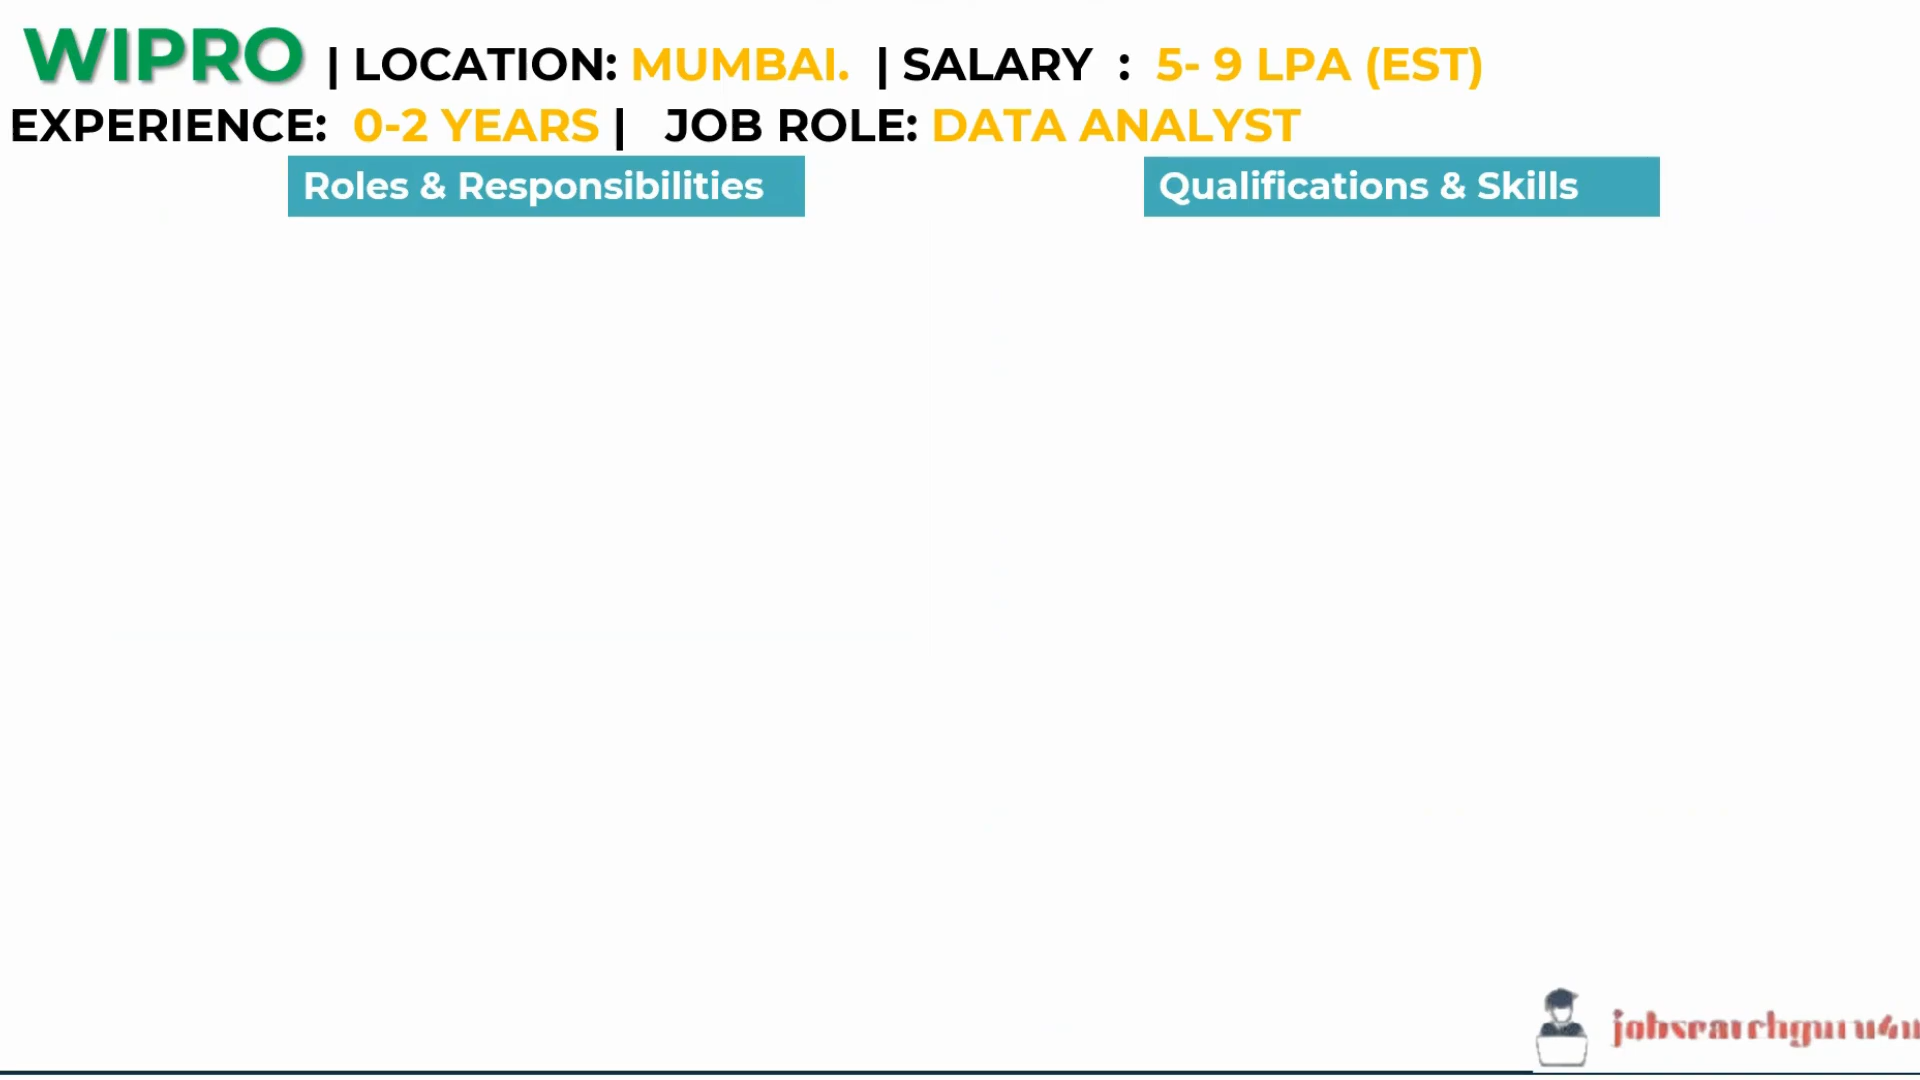 WIPRO | LOCATION: MUMBAI. | SALARY : 5- 9 LPA (EST)
EXPERIENCE: 0-2 YEARS | JOB ROLE: DATA ANALYST
Roles & Responsibilities
Qualifications & Skills